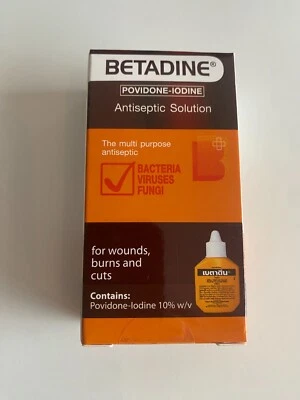 BETADINE®
POVIDONE-IODINE
Antiseptic Solution
The multi purpose
antiseptic
BACTERIA
VIRUSES
FUNGI
for wounds,
burns and
cuts
Contains:
Povidone-Iodine 10% w/v
เบตาดีน